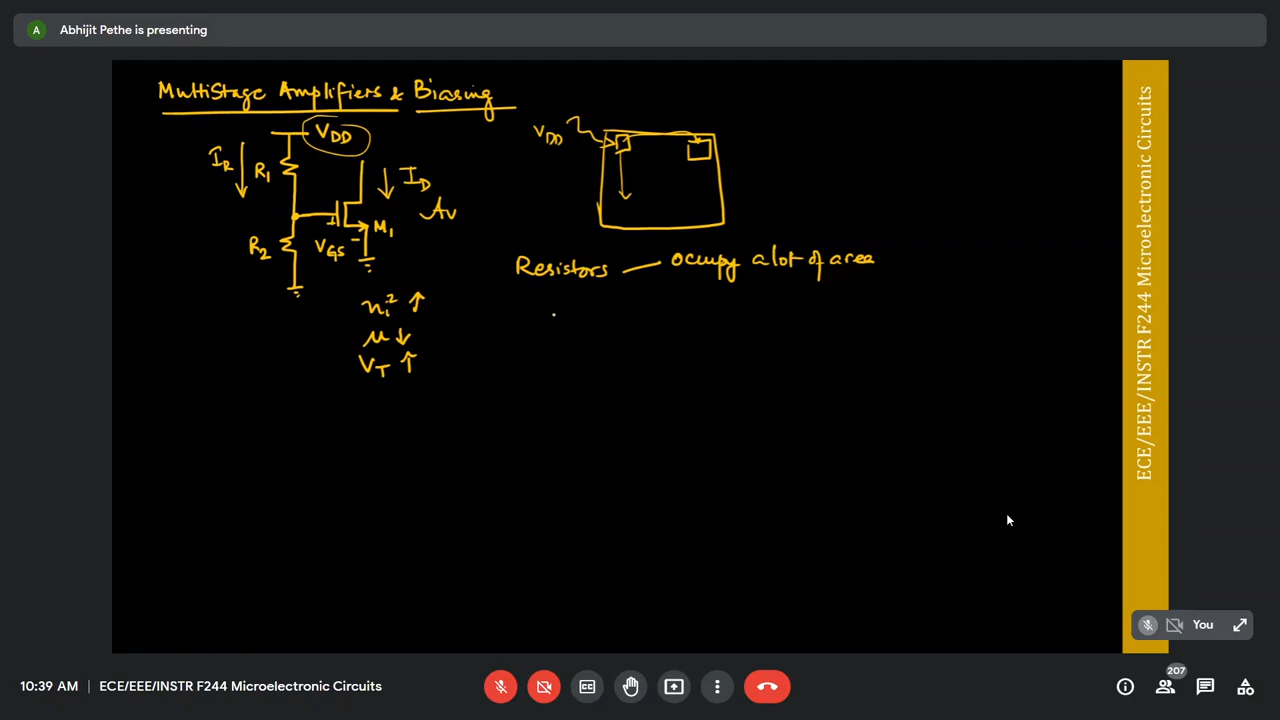 A Abhijit Pethe is presenting
MultiStage Amplifiers & Biasing
VDD
IR
R1
ID
Av
M1
R2
VGS
ni² ↑
μ ↓
VT ↑
VDD
Resistors — occupy a lot of area
ECE/EEE/INSTR F244 Microelectronic Circuits
You
10:39 AM | ECE/EEE/INSTR F244 Microelectronic Circuits
CC
207